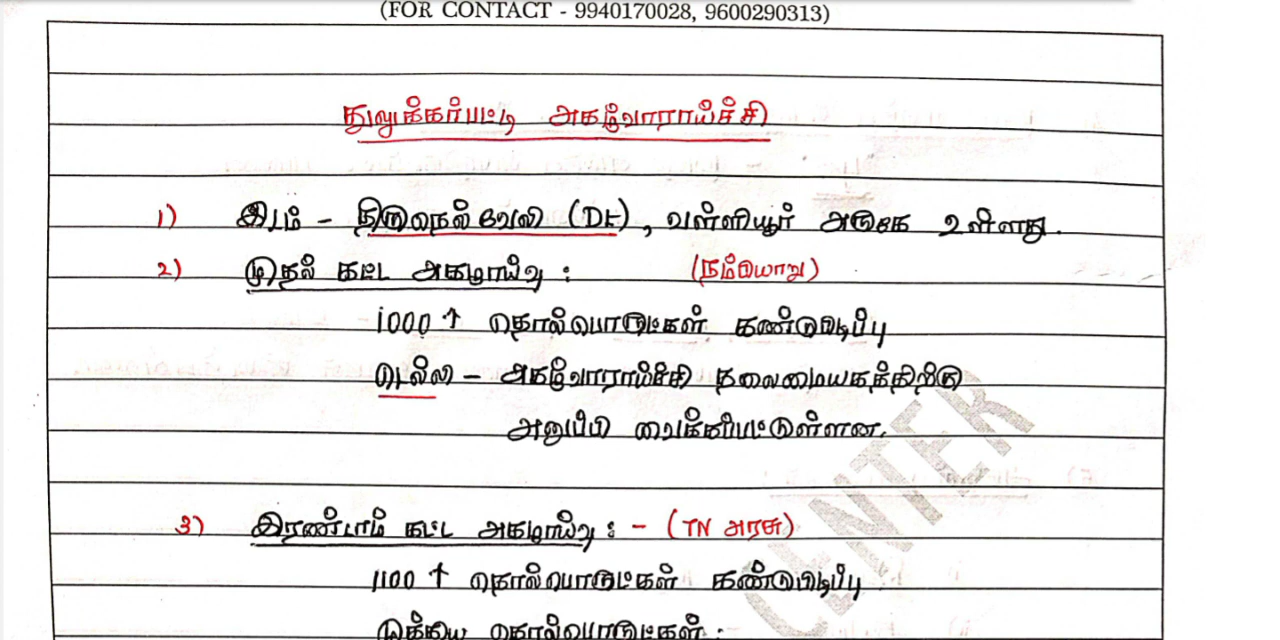 (FOR CONTACT - 9940170028, 9600290313)
துலுக்கர்பட்டி அகழ்வாராய்ச்சி
1) இடம் - திருநெல்வேலி (Dt), வள்ளியூர் அருகே உள்ளது.
2) முதல் கட்ட அகழாய்வு : (நம்பியாறு)
1000 ↑ தொல்பொருட்கள் கண்டுபிடிப்பு
டெல்லி - அகழ்வாராய்ச்சி தலைமையகத்திற்கு
அனுப்பி வைக்கப்பட்டுள்ளன.
3) இரண்டாம் கட்ட அகழாய்வு : - (TN அரசு)
1100 ↑ தொல்பொருட்கள் கண்டுபிடிப்பு
முக்கிய தொல்பொருட்கள் :
CENTER